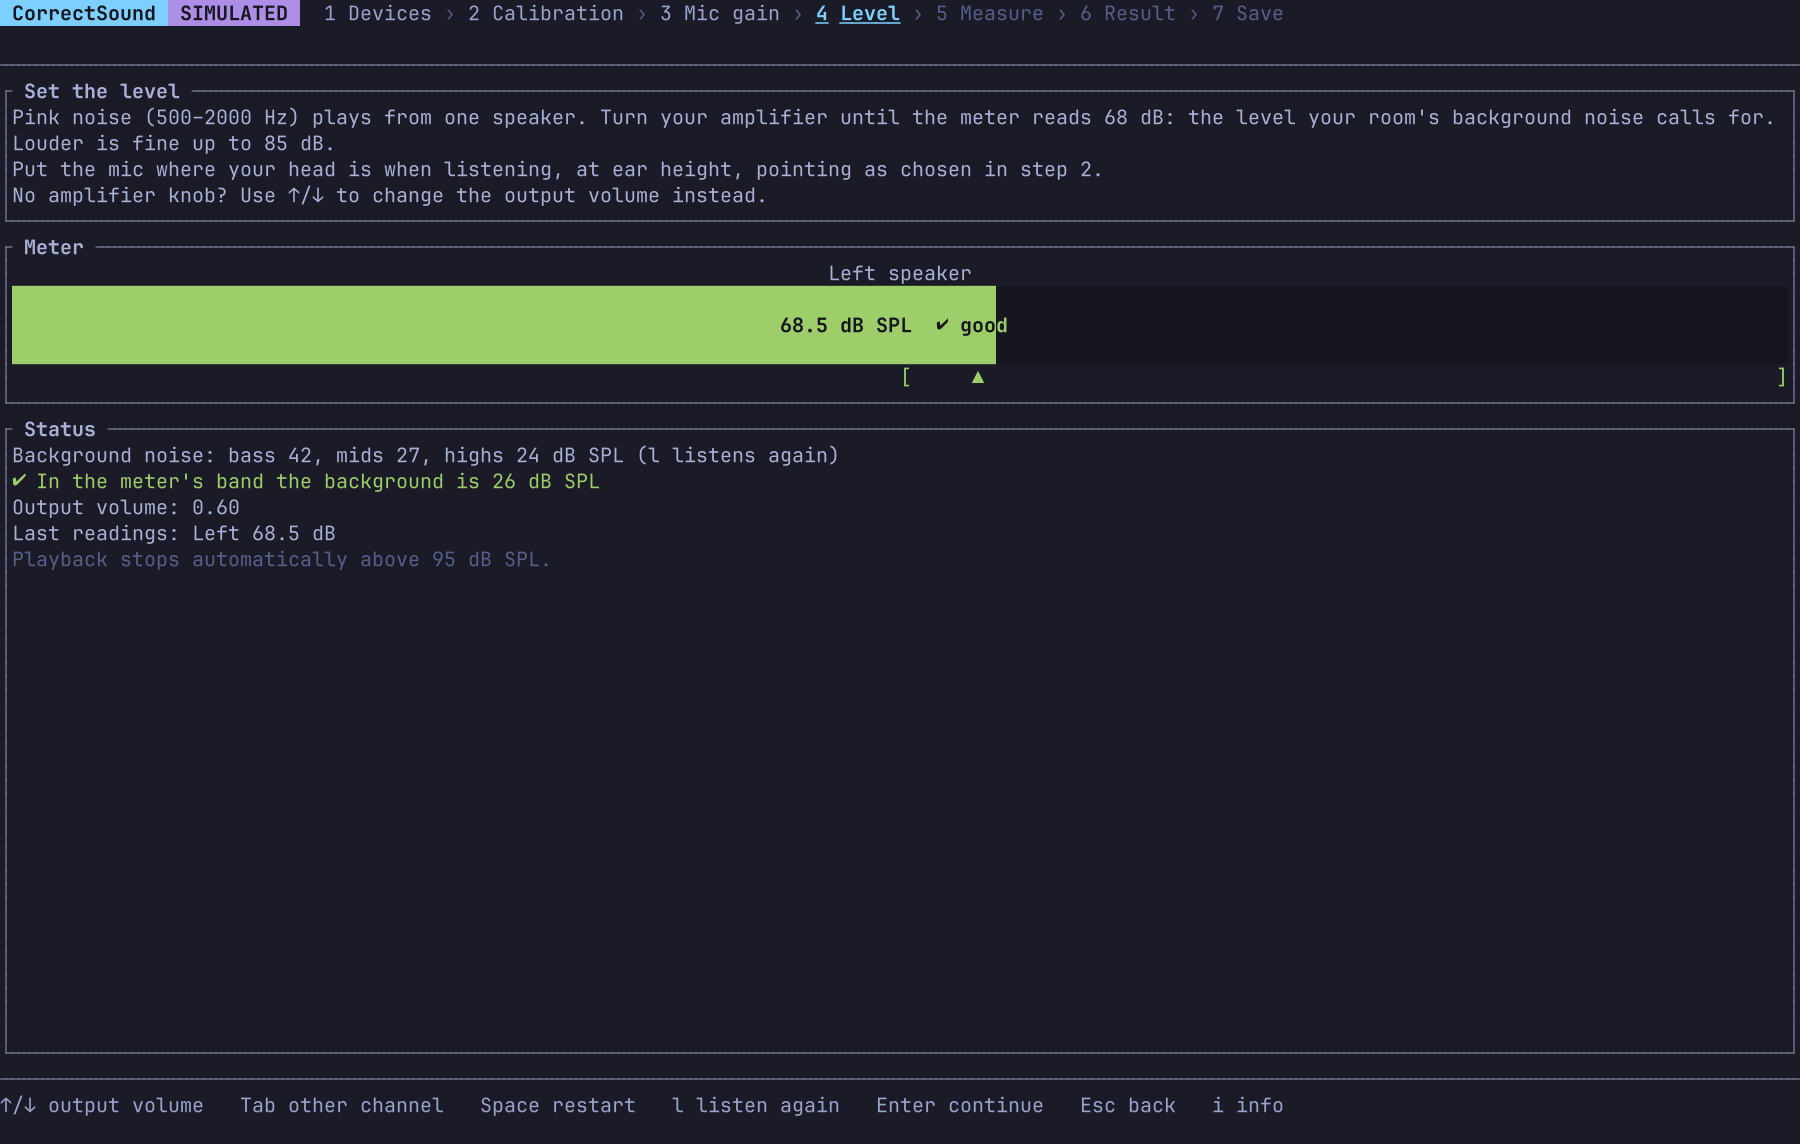 CorrectSound SIMULATED 1 Devices › 2 Calibration › 3 Mic gain › 4 Level › 5 Measure › 6 Result › 7 Save
Set the level
Pink noise (500–2000 Hz) plays from one speaker. Turn your amplifier until the meter reads 68 dB: the level your room's background noise calls for.
Louder is fine up to 85 dB.
Put the mic where your head is when listening, at ear height, pointing as chosen in step 2.
No amplifier knob? Use ↑/↓ to change the output volume instead.
Meter
Left speaker
68.5 dB SPL ✔ good
[ ▲ ]
Status
Background noise: bass 42, mids 27, highs 24 dB SPL (l listens again)
✔ In the meter's band the background is 26 dB SPL
Output volume: 0.60
Last readings: Left 68.5 dB
Playback stops automatically above 95 dB SPL.
↑/↓ output volume Tab other channel Space restart l listen again Enter continue Esc back i info